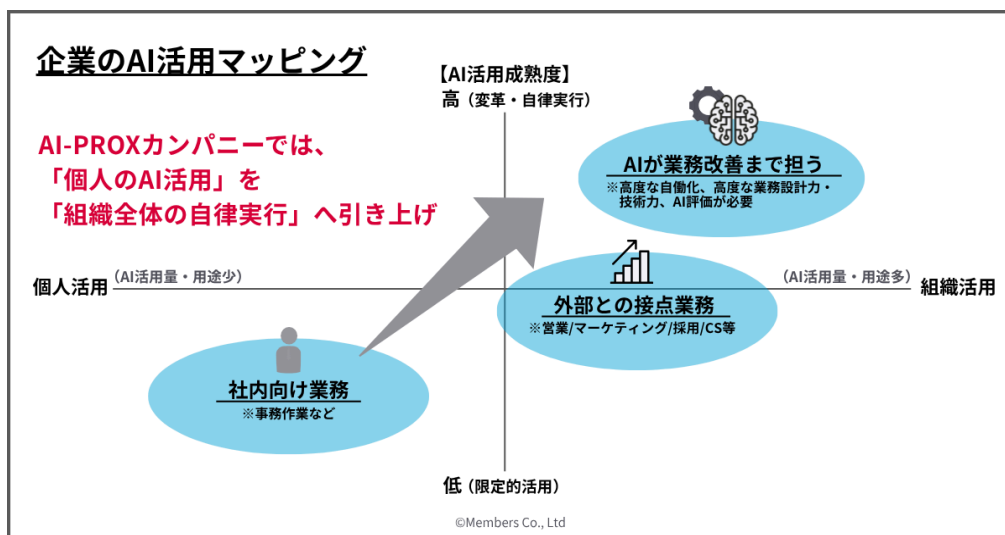 企業のAI活用マッピング
AI-PROXカンパニーでは、
「個人のAI活用」を
「組織全体の自律実行」へ引き上げ
【AI活用成熟度】
高（変革・自律実行）
AIが業務改善まで担う
※高度な自働化、高度な業務設計力・
技術力、AI評価が必要
個人活用
（AI活用量・用途少）
（AI活用量・用途多）
組織活用
外部との接点業務
※営業/マーケティング/採用/CS等
社内向け業務
※事務作業など
低（限定的活用）
©Members Co., Ltd